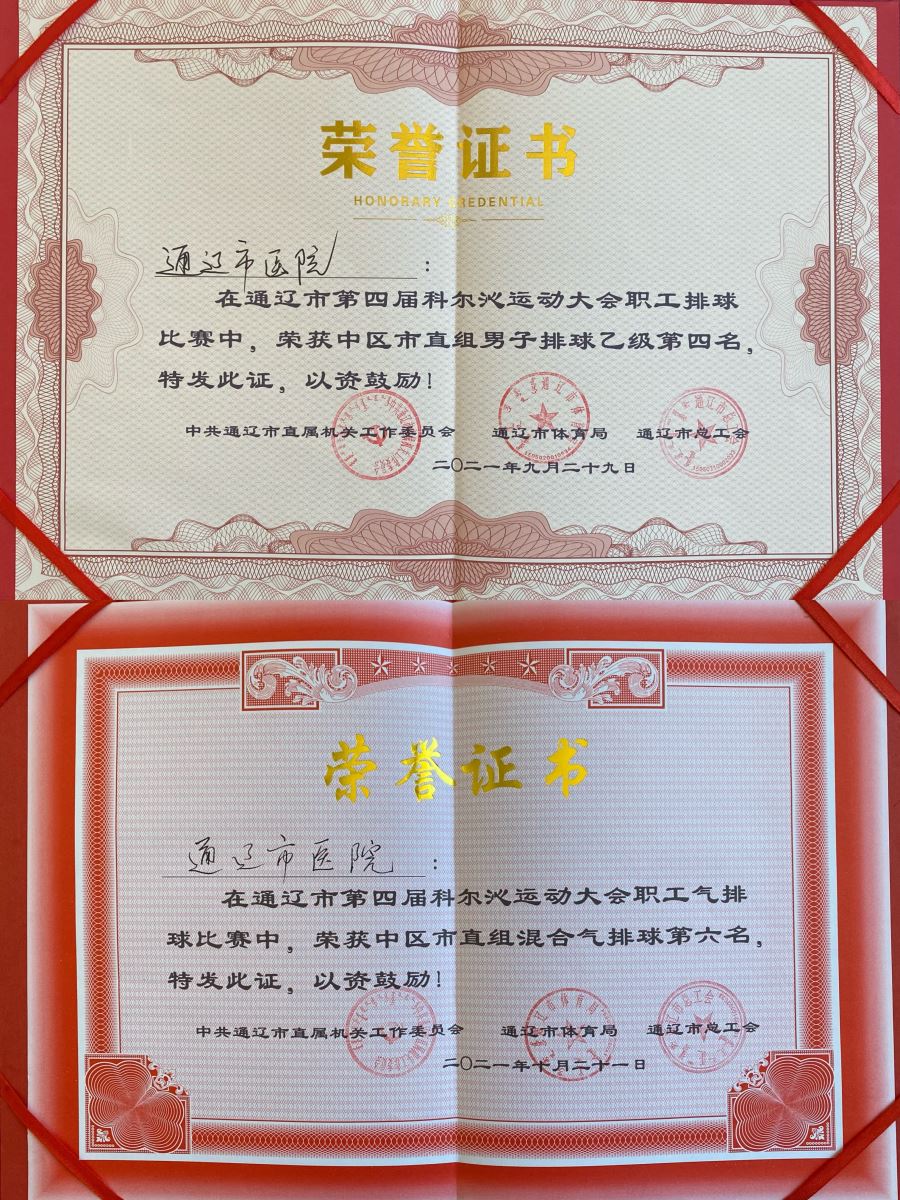 荣誉证书
HONORARY CREDENTIAL
通辽市医院：
在通辽市第四届科尔沁运动大会职工排球
比赛中，荣获中区市直组男子排球乙级第四名，
特发此证，以资鼓励！
中共通辽市直属机关工作委员会 通辽市体育局 通辽市总工会
二〇二一年九月二十九日
荣誉证书
通辽市医院：
在通辽市第四届科尔沁运动大会职工气排
球比赛中，荣获中区市直组混合气排球第六名，
特发此证，以资鼓励！
中共通辽市直属机关工作委员会 通辽市体育局 通辽市总工会
二〇二一年十月二十一日